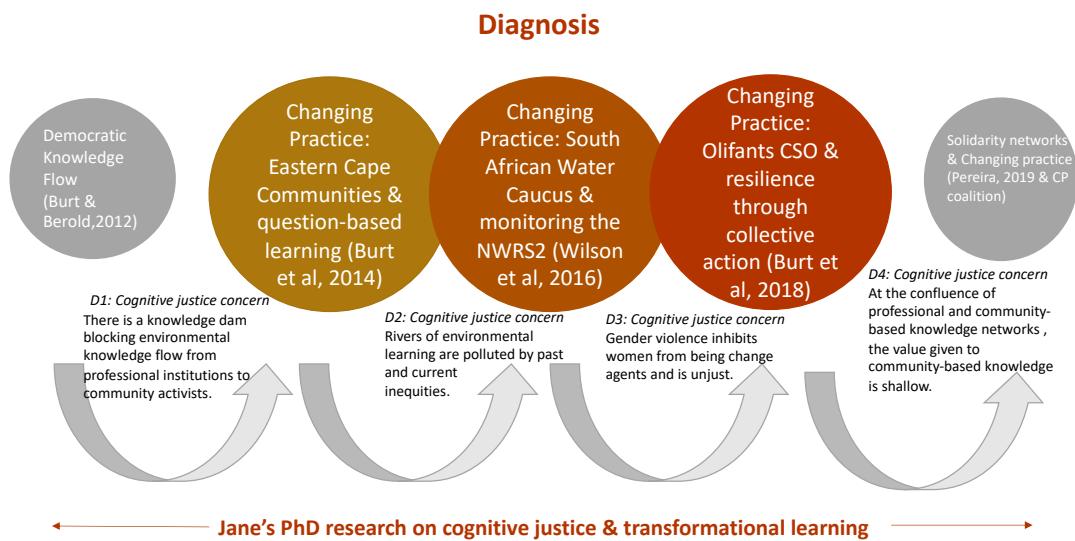 Diagnosis
Democratic
Knowledge
Flow
(Burt &
Berold,2012)
Changing
Practice:
Eastern Cape
Communities &
question-based
learning (Burt
et al, 2014)
Changing
Practice: South
African Water
Caucus &
monitoring the
NWRS2 (Wilson
et al, 2016)
Changing
Practice:
Olifants CSO &
resilience
through
collective
action (Burt et
al, 2018)
Solidarity networks
& Changing practice
(Pereira, 2019 & CP
coalition)
D1: Cognitive justice concern
There is a knowledge dam
blocking environmental
knowledge flow from
professional institutions to
community activists.
D2: Cognitive justice concern
Rivers of environmental
learning are polluted by past
and current
inequities.
D3: Cognitive justice concern
Gender violence inhibits
women from being change
agents and is unjust.
D4: Cognitive justice concern
At the confluence of
professional and community-
based knowledge networks ,
the value given to
community-based knowledge
is shallow.
Jane's PhD research on cognitive justice & transformational learning